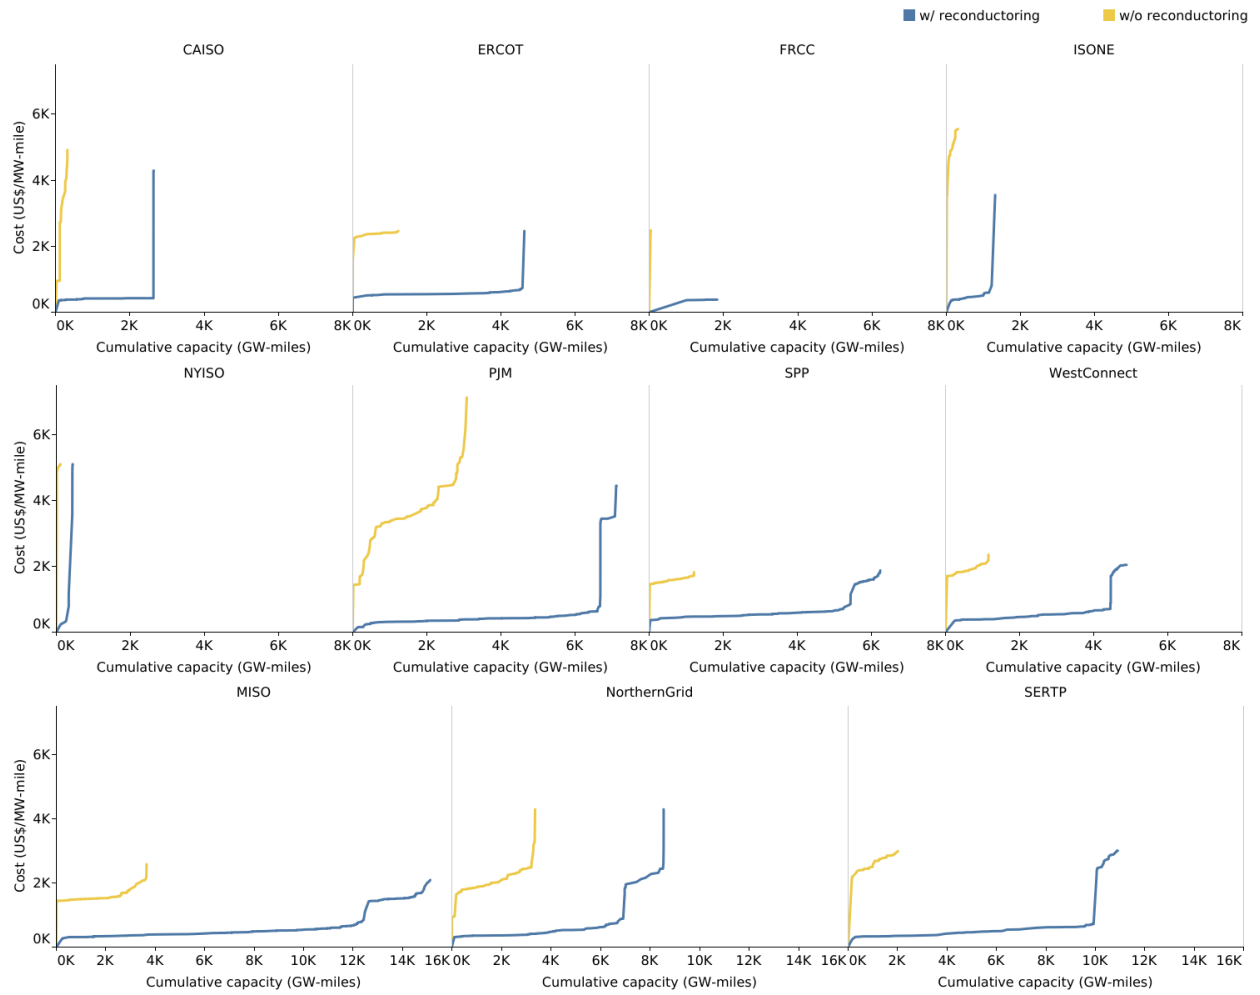 w/ reconductoring w/o reconductoring
CAISO ERCOT FRCC ISONE
Cost (US$/MW-mile)
6K
4K
2K
0K
0K 2K 4K 6K 8K 0K 2K 4K 6K 8K 0K 2K 4K 6K 8K 0K 2K 4K 6K 8K
Cumulative capacity (GW-miles) Cumulative capacity (GW-miles) Cumulative capacity (GW-miles) Cumulative capacity (GW-miles)
NYISO PJM SPP WestConnect
Cost (US$/MW-mile)
6K
4K
2K
0K
0K 2K 4K 6K 8K 0K 2K 4K 6K 8K 0K 2K 4K 6K 8K 0K 2K 4K 6K 8K
Cumulative capacity (GW-miles) Cumulative capacity (GW-miles) Cumulative capacity (GW-miles) Cumulative capacity (GW-miles)
MISO NorthernGrid SERTP
Cost (US$/MW-mile)
6K
4K
2K
0K
0K 2K 4K 6K 8K 10K 12K 14K 16K 0K 2K 4K 6K 8K 10K 12K 14K 16K 0K 2K 4K 6K 8K 10K 12K 14K 16K
Cumulative capacity (GW-miles) Cumulative capacity (GW-miles) Cumulative capacity (GW-miles)